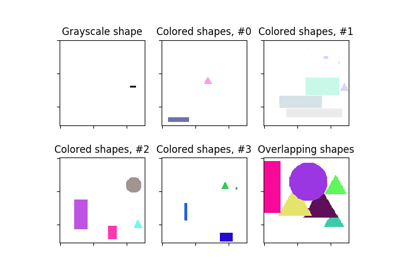 Grayscale shape
Colored shapes, #0
Colored shapes, #1
Colored shapes, #2
Colored shapes, #3
Overlapping shapes